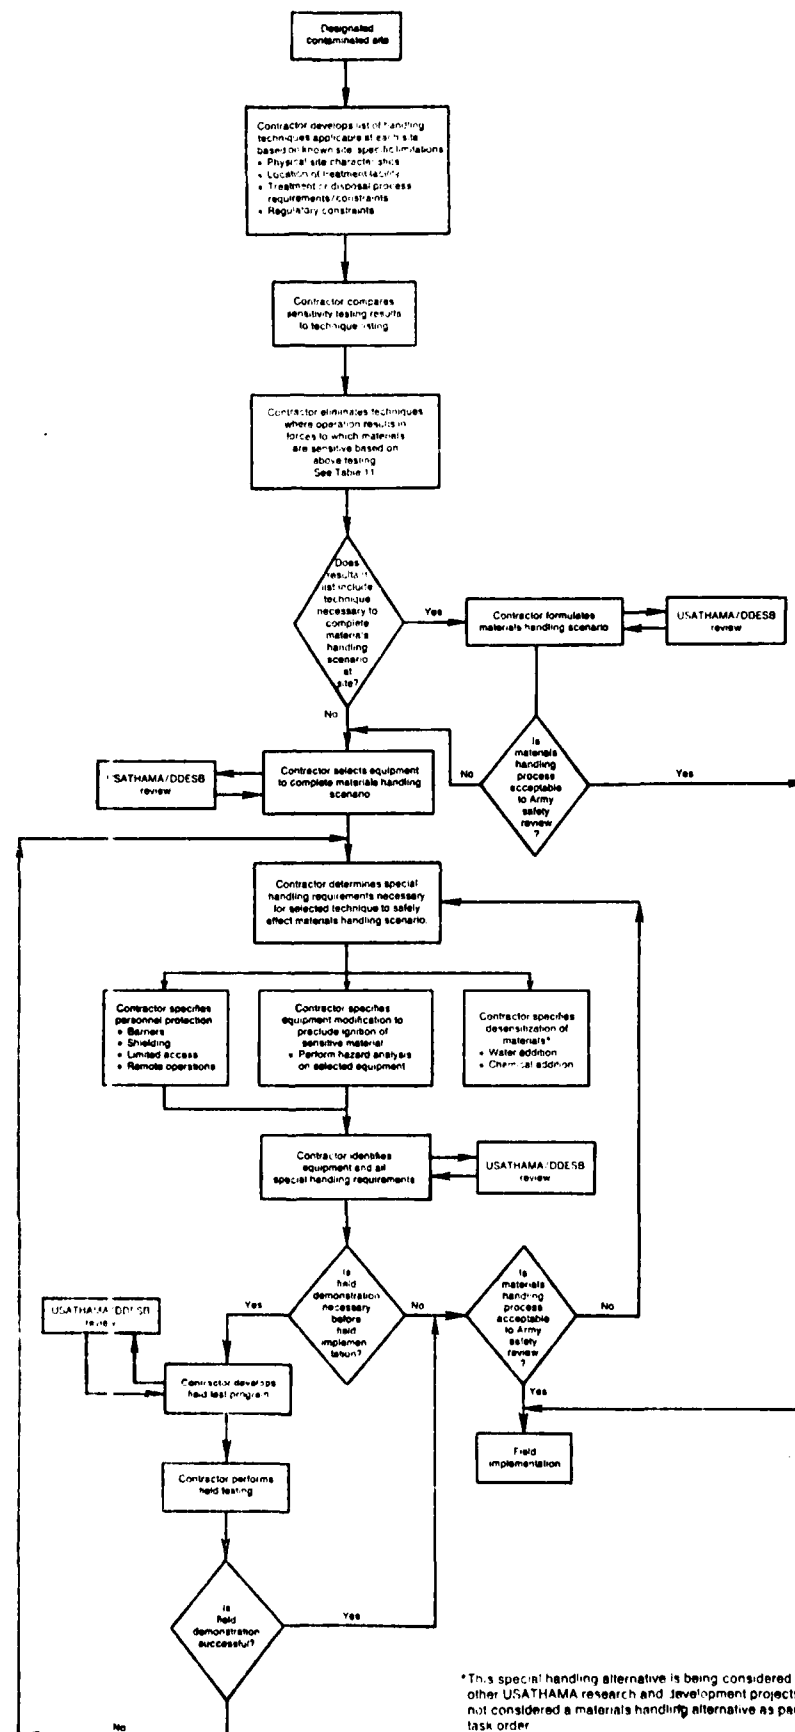 Designated
contaminated site
Contractor develops list of handling
techniques applicable at each site
based on known site-specific limitations
• Physical site characteristics
• Location of treatment facility
• Treatment or disposal process
requirements/constraints
• Regulatory constraints
Contractor compares
sensitivity testing results
to technique listing
Contractor eliminates techniques
where operation results in
forces to which materials
are sensitive based on
above testing
See Table 11
Does
resultant
list include
technique
necessary to
complete
materials
handling
scenario
at
site?
Yes
Contractor formulates
materials handling scenario
USATHAMA/DDESB
review
No
Is
materials
handling
process
acceptable
to Army
safety
review
?
No
Yes
USATHAMA/DDESB
review
Contractor selects equipment
to complete materials handling
scenario
Contractor determines special
handling requirements necessary
for selected technique to safely
effect materials handling scenario.
Contractor specifies
personnel protection
• Barriers
• Shielding
• Limited access
• Remote operations
Contractor specifies
equipment modification to
preclude ignition of
sensitive material
• Perform hazard analysis
on selected equipment
Contractor specifies
desensitization of
materials*
• Water addition
• Chemical addition
Contractor identifies
equipment and all
special handling requirements
USATHAMA/DDESB
review
Is
field
demonstration
necessary
before
field
implemen
tation?
Yes
No
Is
materials
handling
process
acceptable
to Army
safety
review
?
No
Yes
USATHAMA/DDESB
review
Contractor develops
field test program
Field
implementation
Contractor performs
field testing
Is
field
demonstration
successful?
Yes
No
*This special handling alternative is being considered
other USATHAMA research and development projects
not considered a materials handling alternative as pa
task order